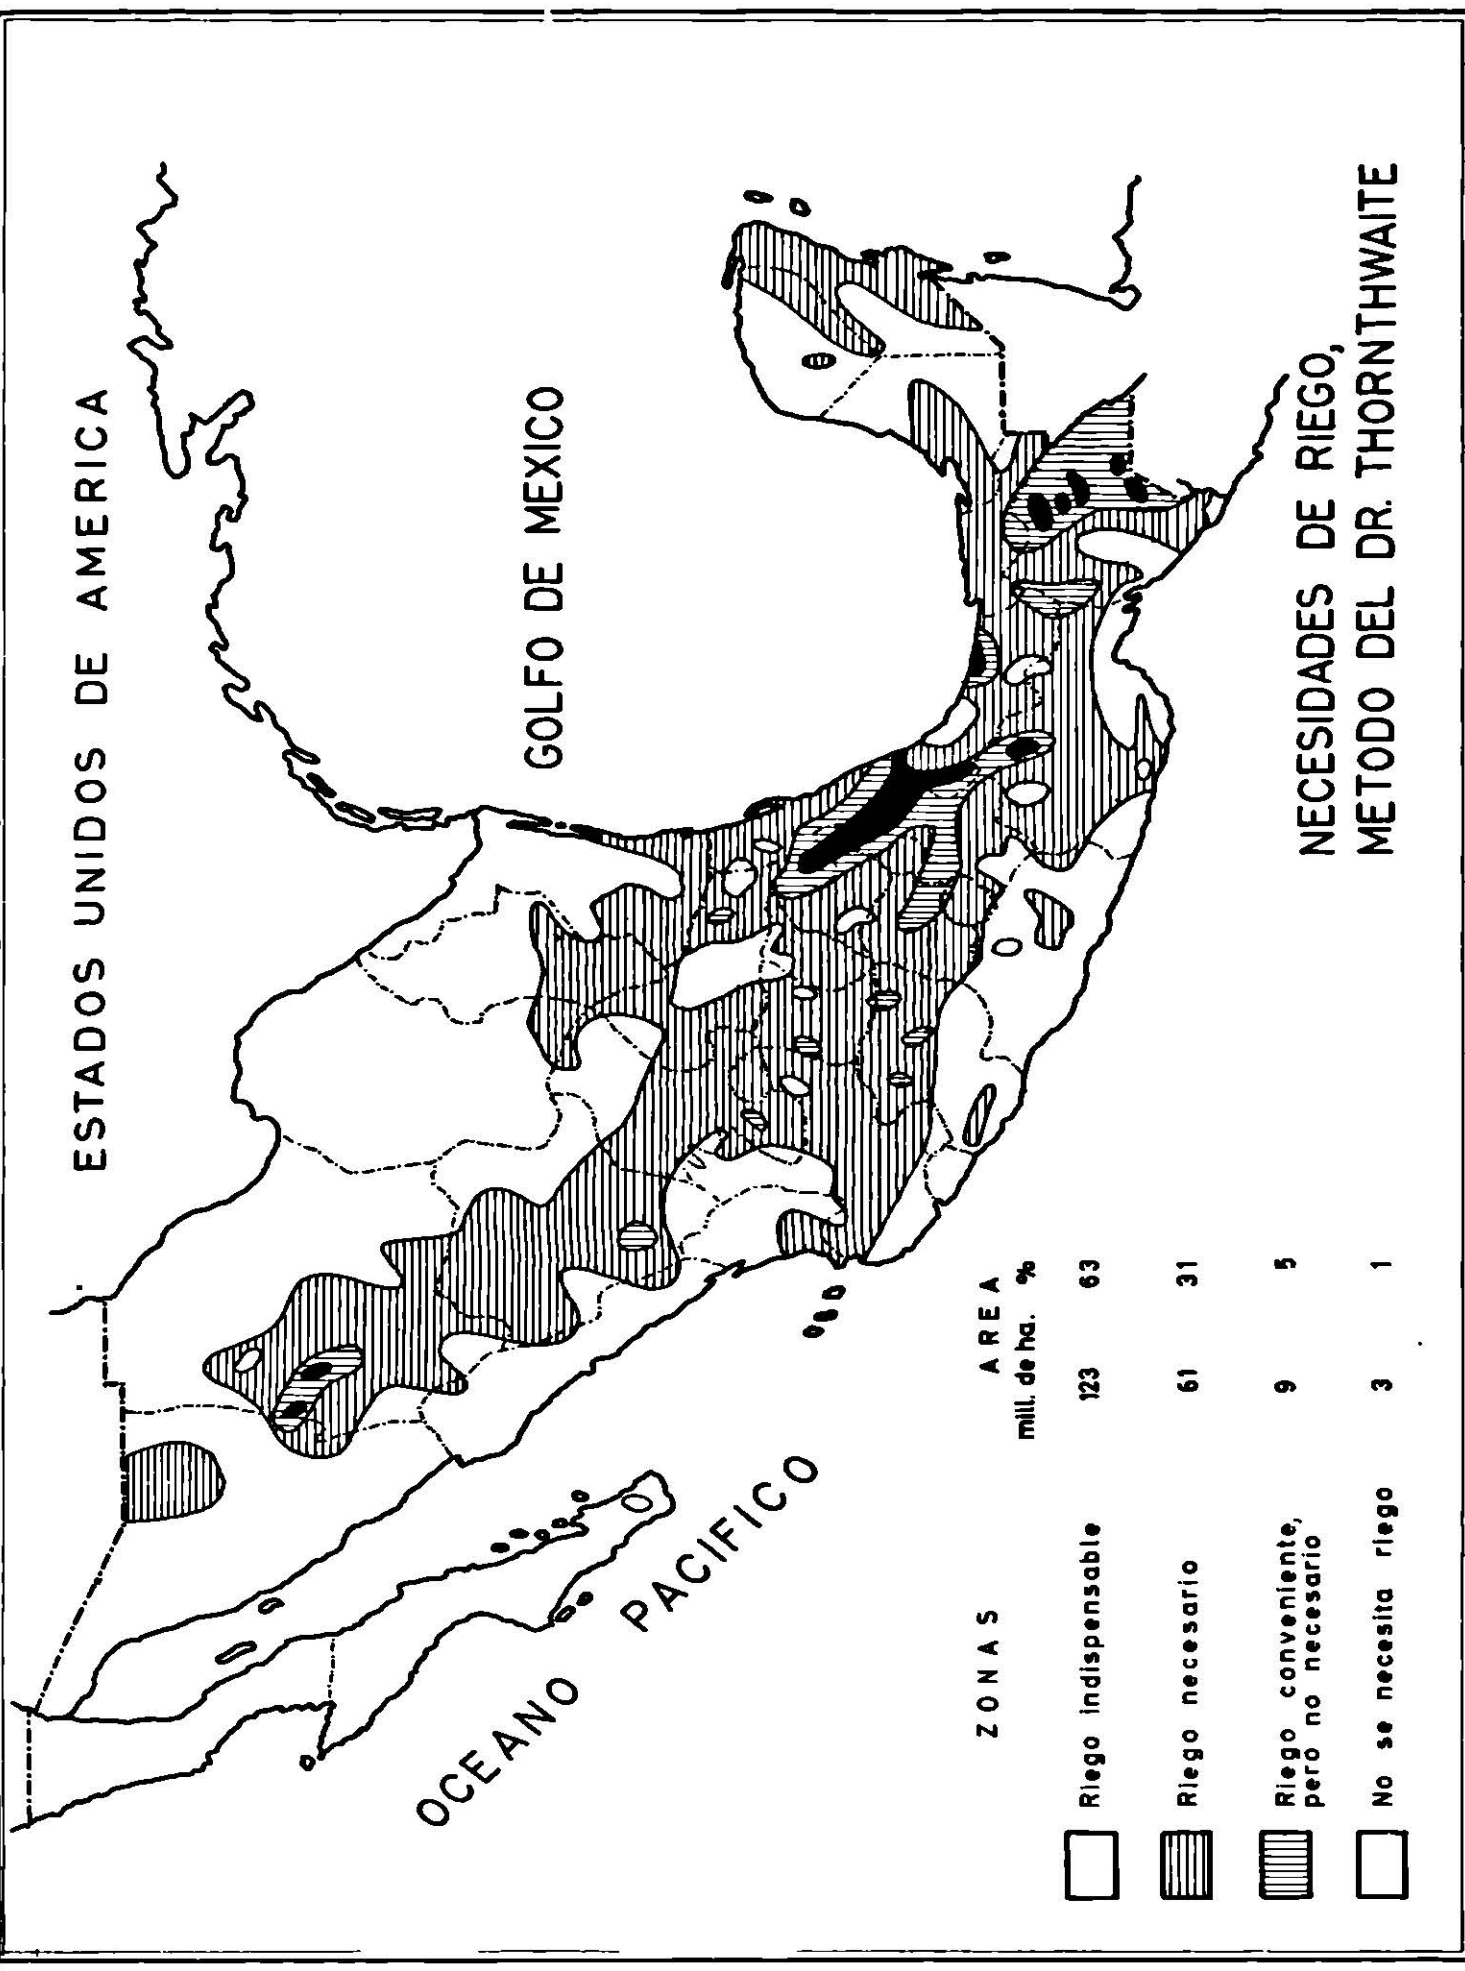 ESTADOS UNIDOS DE AMERICA
GOLFO DE MEXICO
OCEANO PACIFICO
ZONAS AREA
mill. de ha. %
Riego indispensable 123 63
Riego necesario 61 31
Riego conveniente, pero no necesario 9 5
No se necesita riego 3 1
NECESIDADES DE RIEGO,
METODO DEL DR. THORNTHWAITE